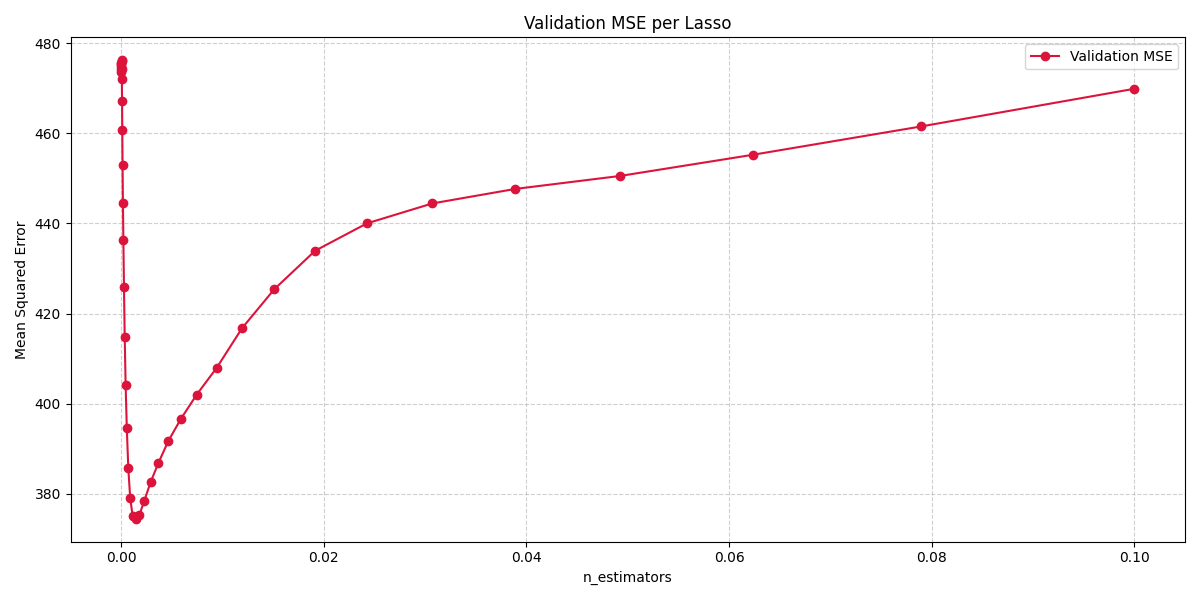 Validation MSE per Lasso
Validation MSE
Mean Squared Error
480
460
440
420
400
380
0.00 0.02 0.04 0.06 0.08 0.10
n_estimators